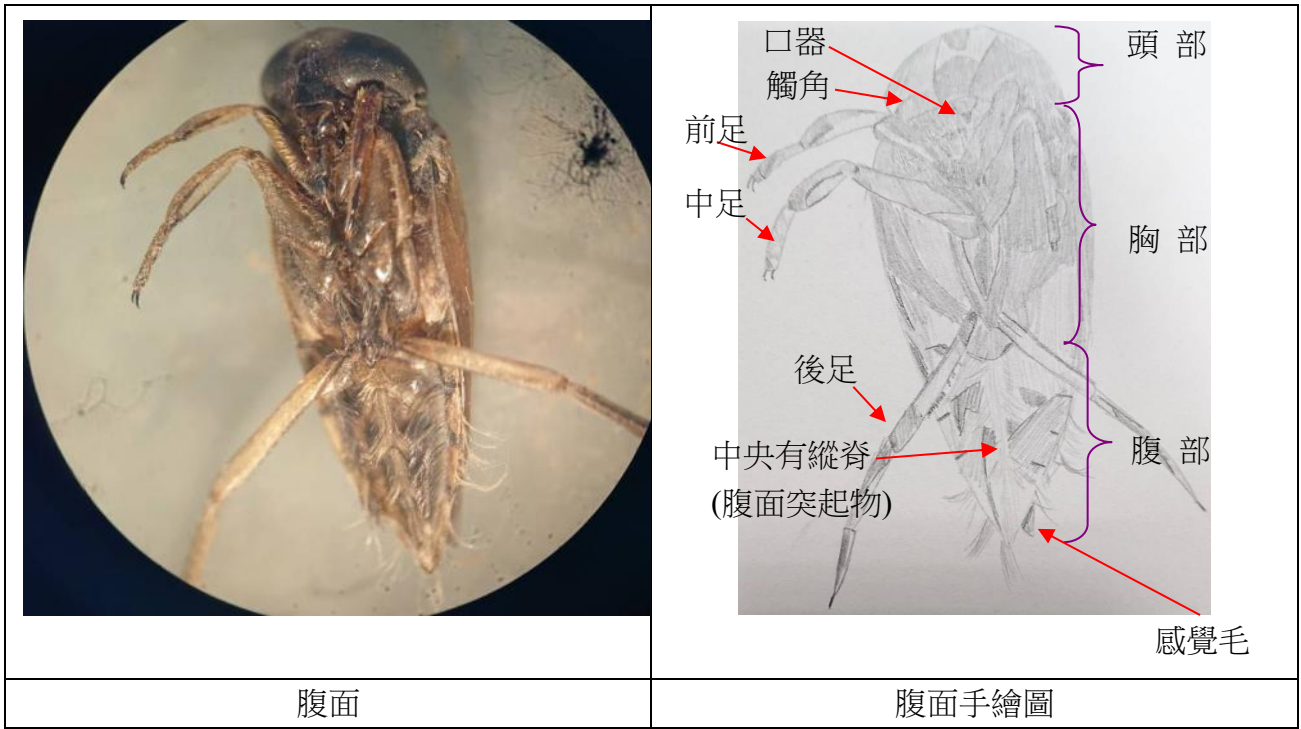 口器
觸角
前足
中足
後足
中央有縱脊
(腹面突起物)
頭 部
胸 部
腹 部
感覺毛
腹面
腹面手繪圖